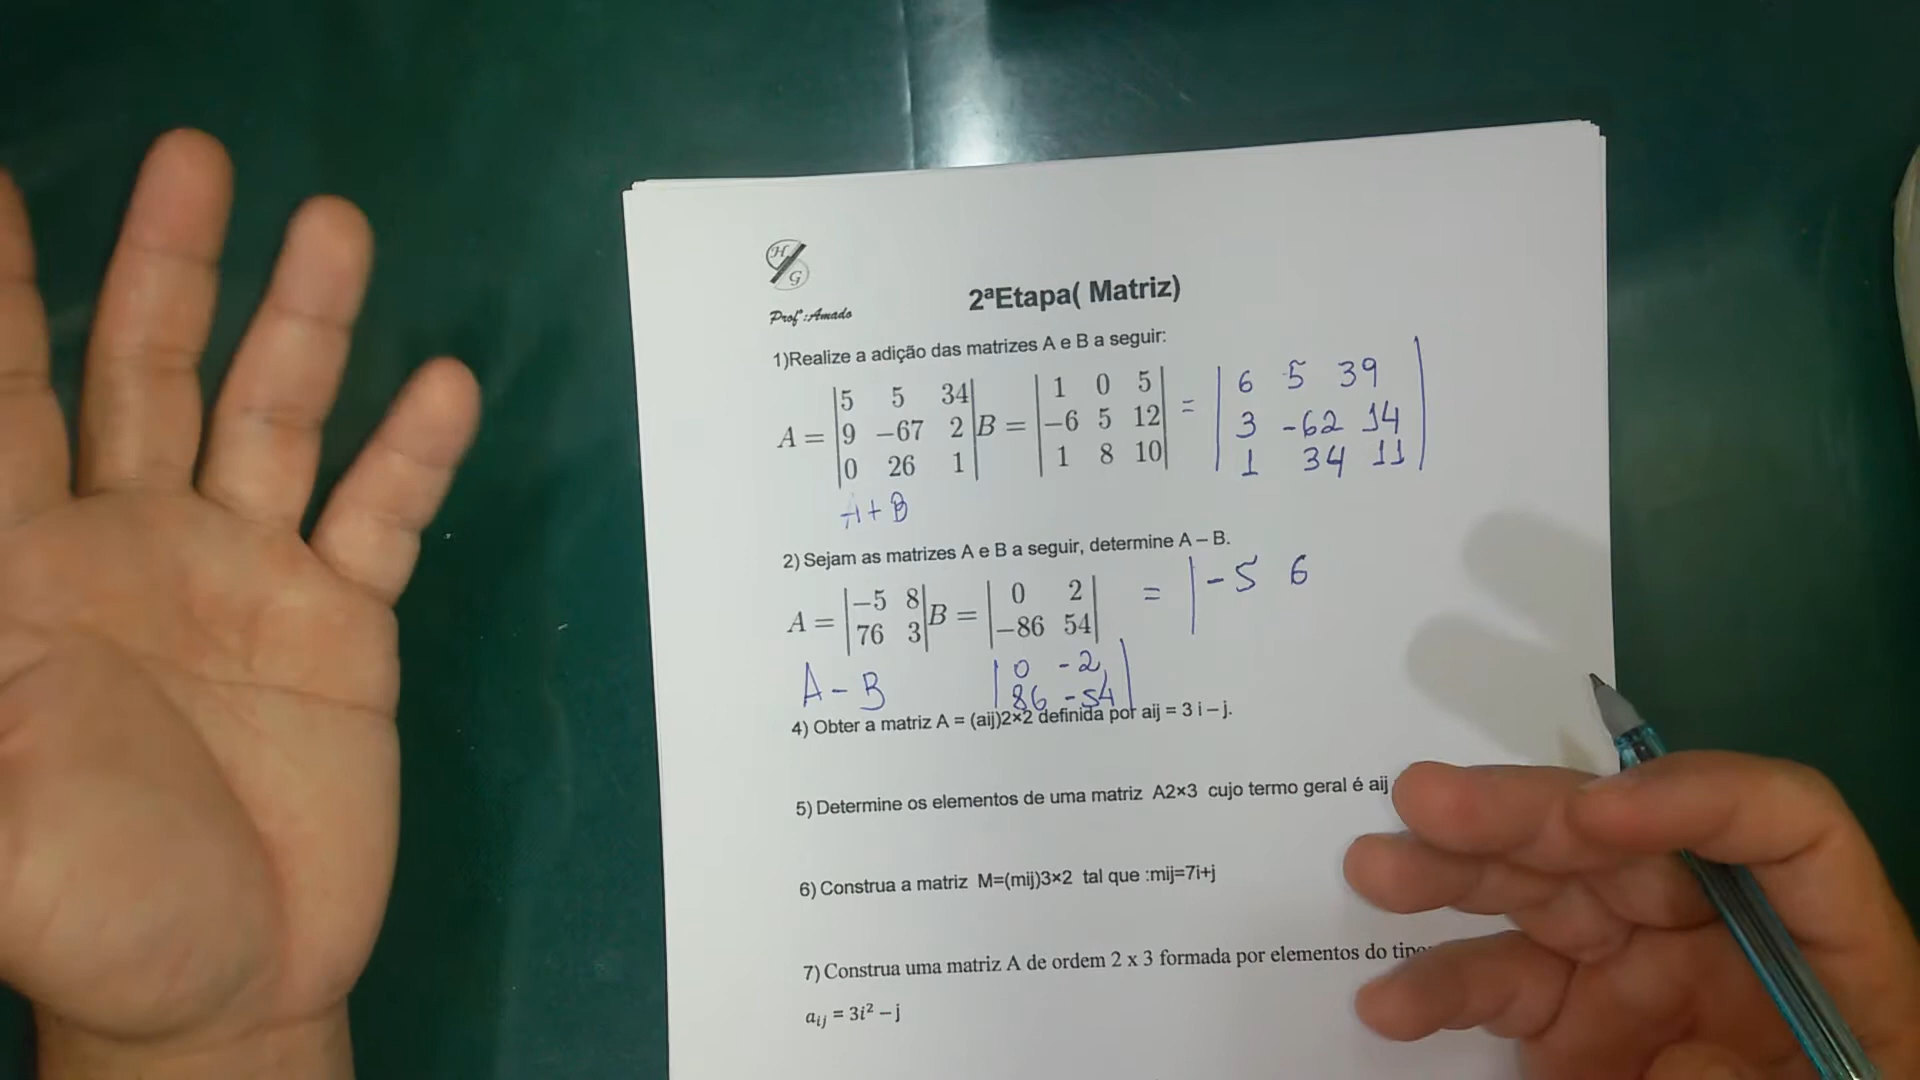 H
G
Profº:Amado
2ªEtapa( Matriz)
1)Realize a adição das matrizes A e B a seguir:
|5 5 34| |1 0 5| | 6 5 39 |
A = |9 −67 2| B = |−6 5 12| = | 3 -62 14 |
|0 26 1| |1 8 10| | 1 34 11 |
A+B
2) Sejam as matrizes A e B a seguir, determine A – B.
A = |−5 8| B = |0 2| = | -5 6
|76 3| |−86 54|
A - B |0 -2|
|86 -54|
4) Obter a matriz A = (aij)2×2 definida por aij = 3 i – j.
5) Determine os elementos de uma matriz A2×3 cujo termo geral é aij
6) Construa a matriz M=(mij)3×2 tal que :mij=7i+j
7) Construa uma matriz A de ordem 2 x 3 formada por elementos do tipo
aij = 3i² – j